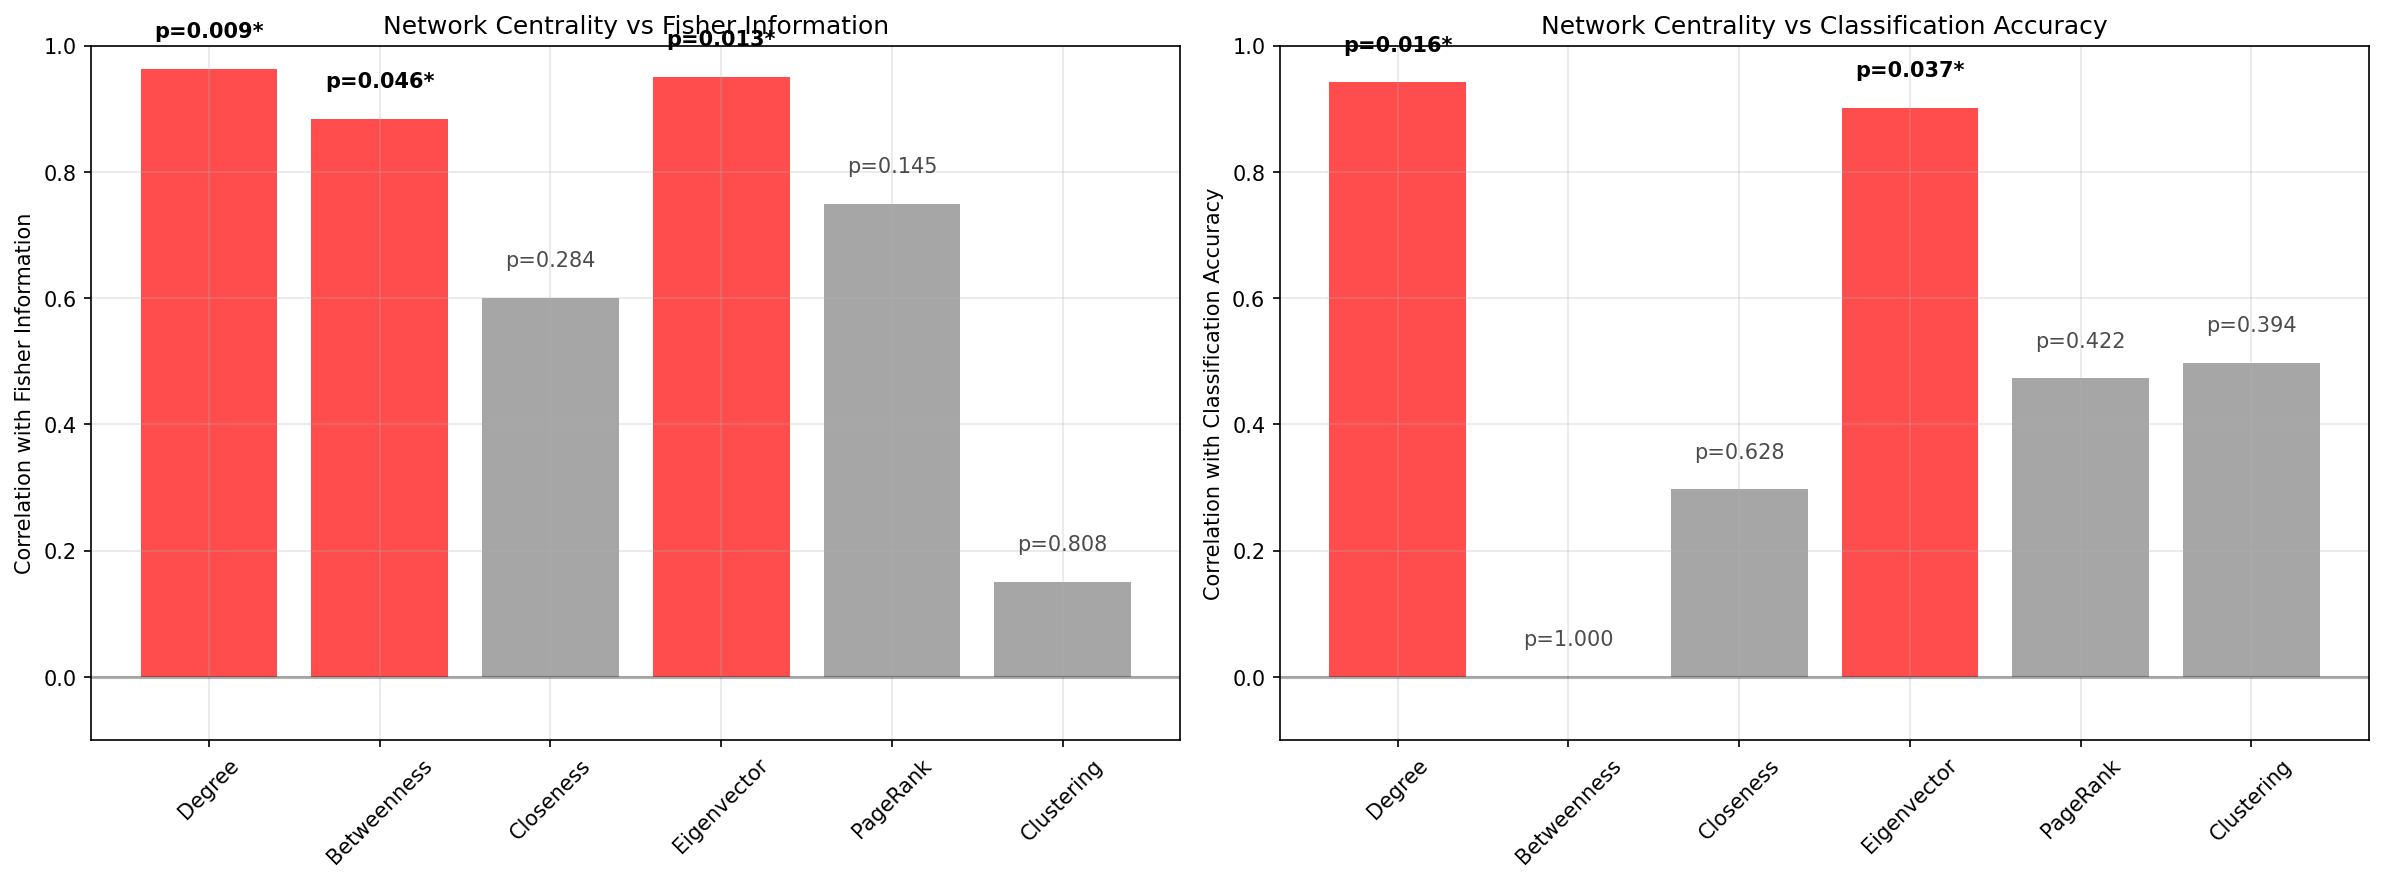 Network Centrality vs Fisher Information
p=0.009*
p=0.013*
p=0.046*
p=0.145
p=0.284
p=0.808
Correlation with Fisher Information
1.0
0.8
0.6
0.4
0.2
0.0
Degree
Betweenness
Closeness
Eigenvector
PageRank
Clustering
Network Centrality vs Classification Accuracy
p=0.016*
p=0.037*
p=0.394
p=0.422
p=0.628
p=1.000
Correlation with Classification Accuracy
1.0
0.8
0.6
0.4
0.2
0.0
Degree
Betweenness
Closeness
Eigenvector
PageRank
Clustering